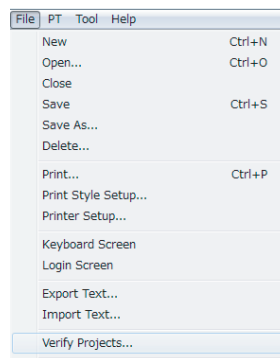 File PT Tool Help
New Ctrl+N
Open... Ctrl+O
Close
Save Ctrl+S
Save As...
Delete...
Print... Ctrl+P
Print Style Setup...
Printer Setup...
Keyboard Screen
Login Screen
Export Text...
Import Text...
Verify Projects...